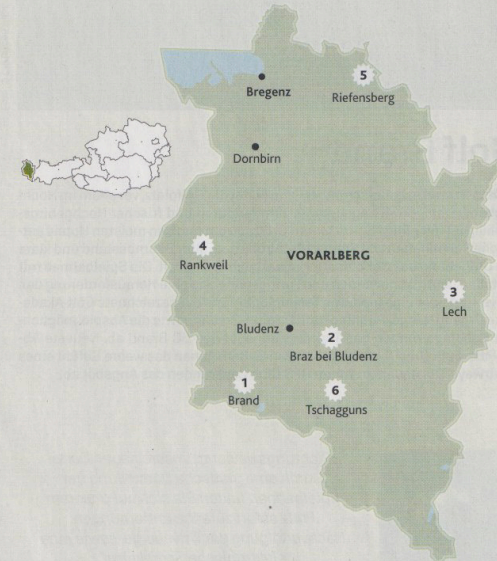 5
Bregenz
Riefensberg
Dornbirn
4
Rankweil
VORARLBERG
3
Lech
Bludenz
2
Braz bei Bludenz
1
Brand
6
Tschagguns